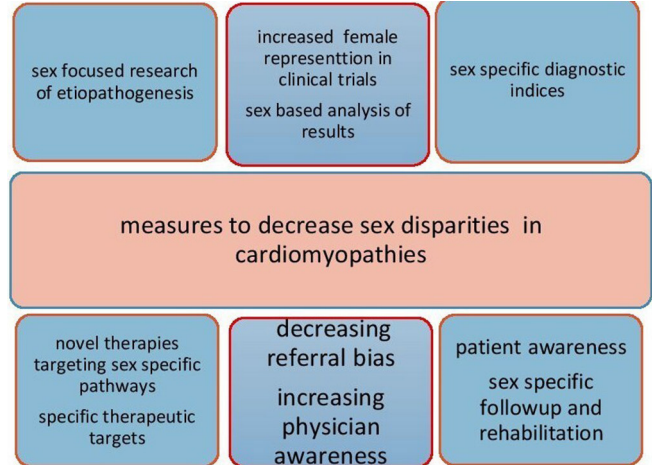 sex focused research
of etiopathogenesis
increased  female
representtion in
clinical trials
sex based analysis of
results
sex specific diagnostic
indices
measures to decrease sex disparities  in
cardiomyopathies
novel therapies
targeting sex specific
pathways
specific therapeutic
targets
decreasing
referral bias
increasing
physician
awareness
patient awareness
sex specific
followup and
rehabilitation